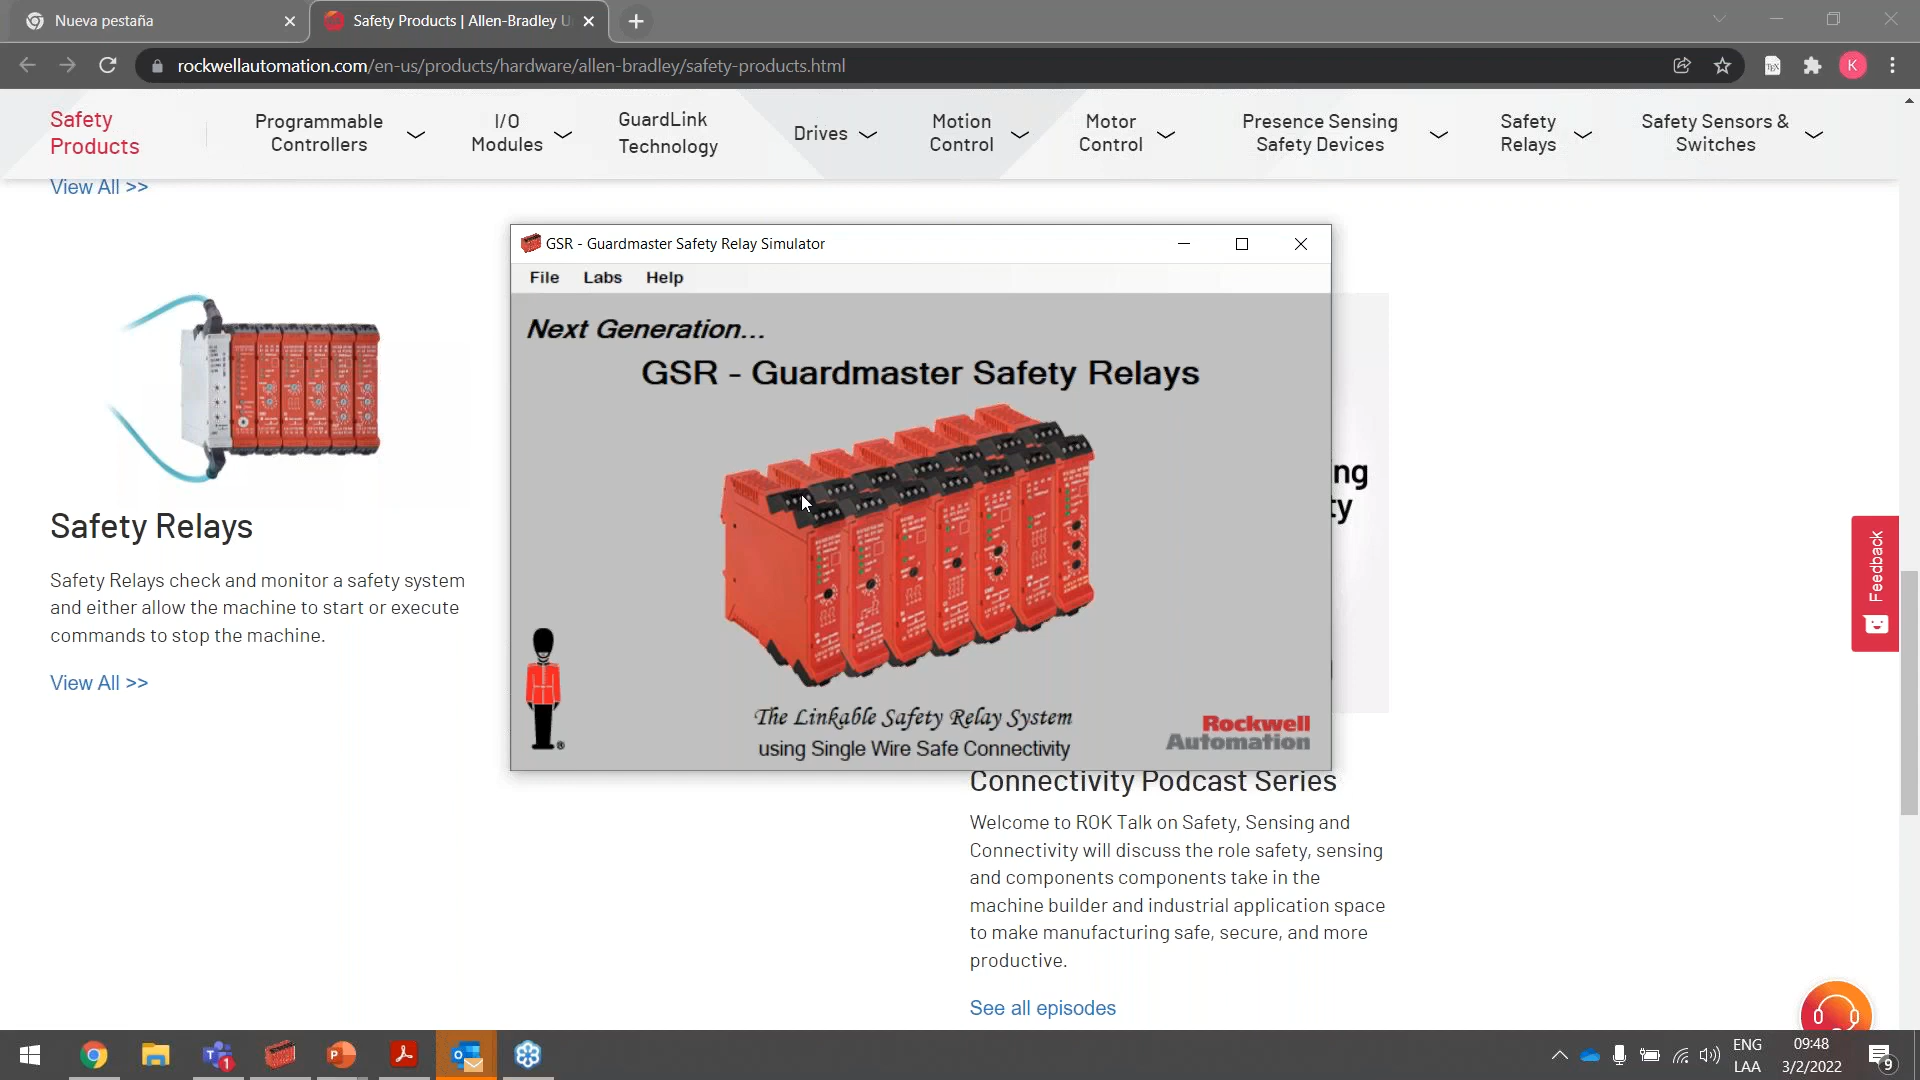 Nueva pestaña
Safety Products | Allen-Bradley U
rockwellautomation.com/en-us/products/hardware/allen-bradley/safety-products.html
K
Safety
Products
Programmable
Controllers
I/O
Modules
GuardLink
Technology
Drives
Motion
Control
Motor
Control
Presence Sensing
Safety Devices
Safety
Relays
Safety Sensors &
Switches
View All >>
GSR - Guardmaster Safety Relay Simulator
File Labs Help
Next Generation...
GSR - Guardmaster Safety Relays
The Linkable Safety Relay System
using Single Wire Safe Connectivity
Rockwell
Automation
Safety Relays
Safety Relays check and monitor a safety system
and either allow the machine to start or execute
commands to stop the machine.
View All >>
ng
ty
Feedback
Connectivity Podcast Series
Welcome to ROK Talk on Safety, Sensing and
Connectivity will discuss the role safety, sensing
and components components take in the
machine builder and industrial application space
to make manufacturing safe, secure, and more
productive.
See all episodes
1
ENG
LAA
09:48
3/2/2022
9